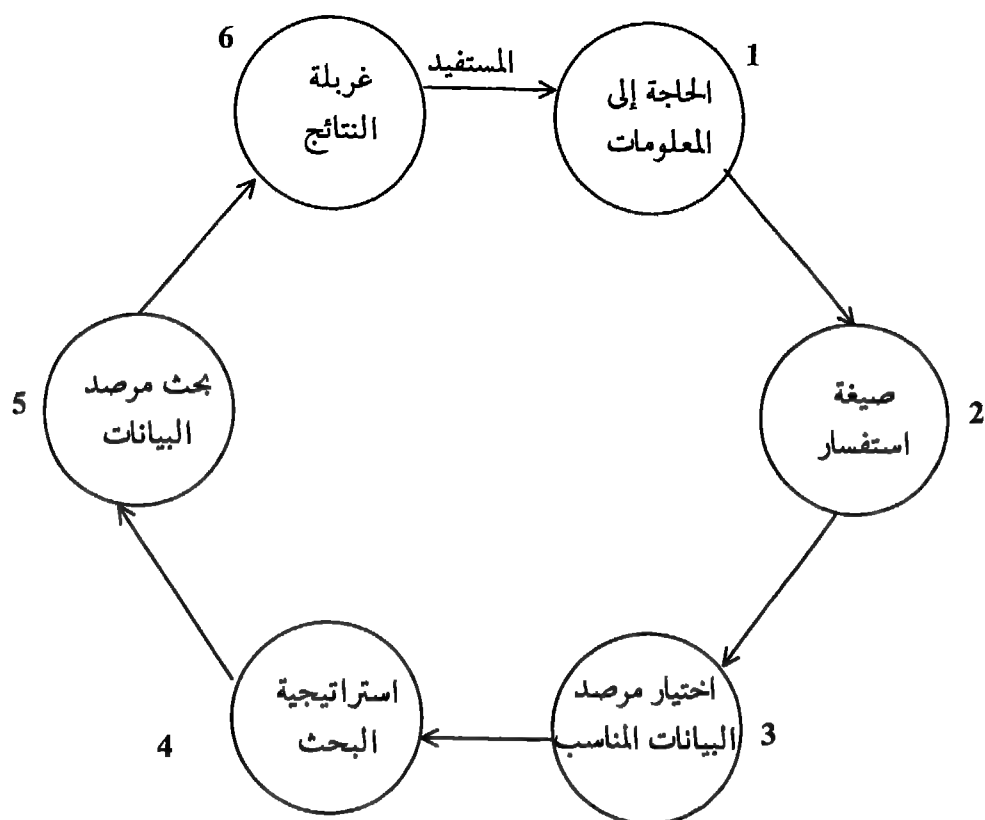 1
الحاجة إلى
المعلومات
2
صيغة
استفسار
3
اختيار مرصد
البيانات المناسب
4
استراتيجية
البحث
5
بحث مرصد
البيانات
6
غربلة
النتائج
المستفيد